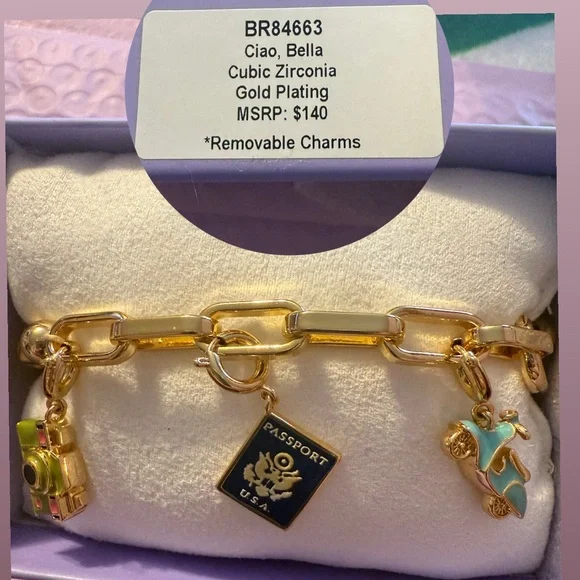 BR84663
Ciao, Bella
Cubic Zirconia
Gold Plating
MSRP: $140
*Removable Charms
PASSPORT
U.S.A.